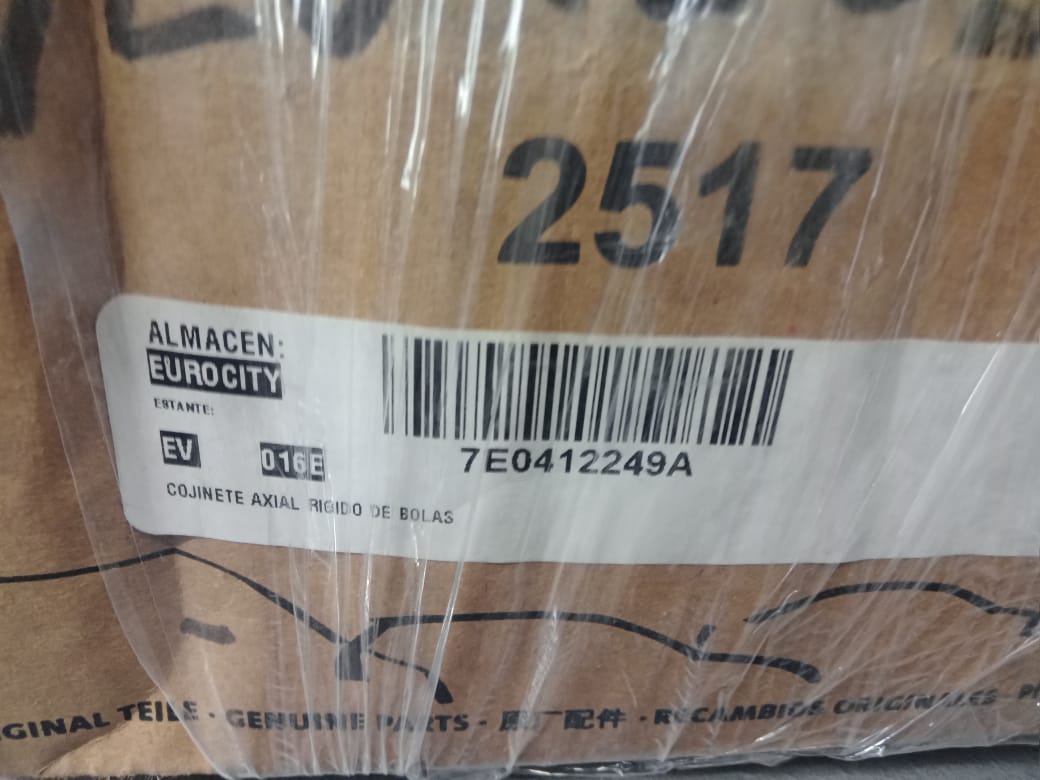 2517
ALMACEN:
EUROCITY
ESTANTE:
EV 016E
7E0412249A
COJINETE AXIAL RIGIDO DE BOLAS
GINAL TEILE · GENUINE PARTS · 原厂配件 · RECAMBIOS ORIGINALES